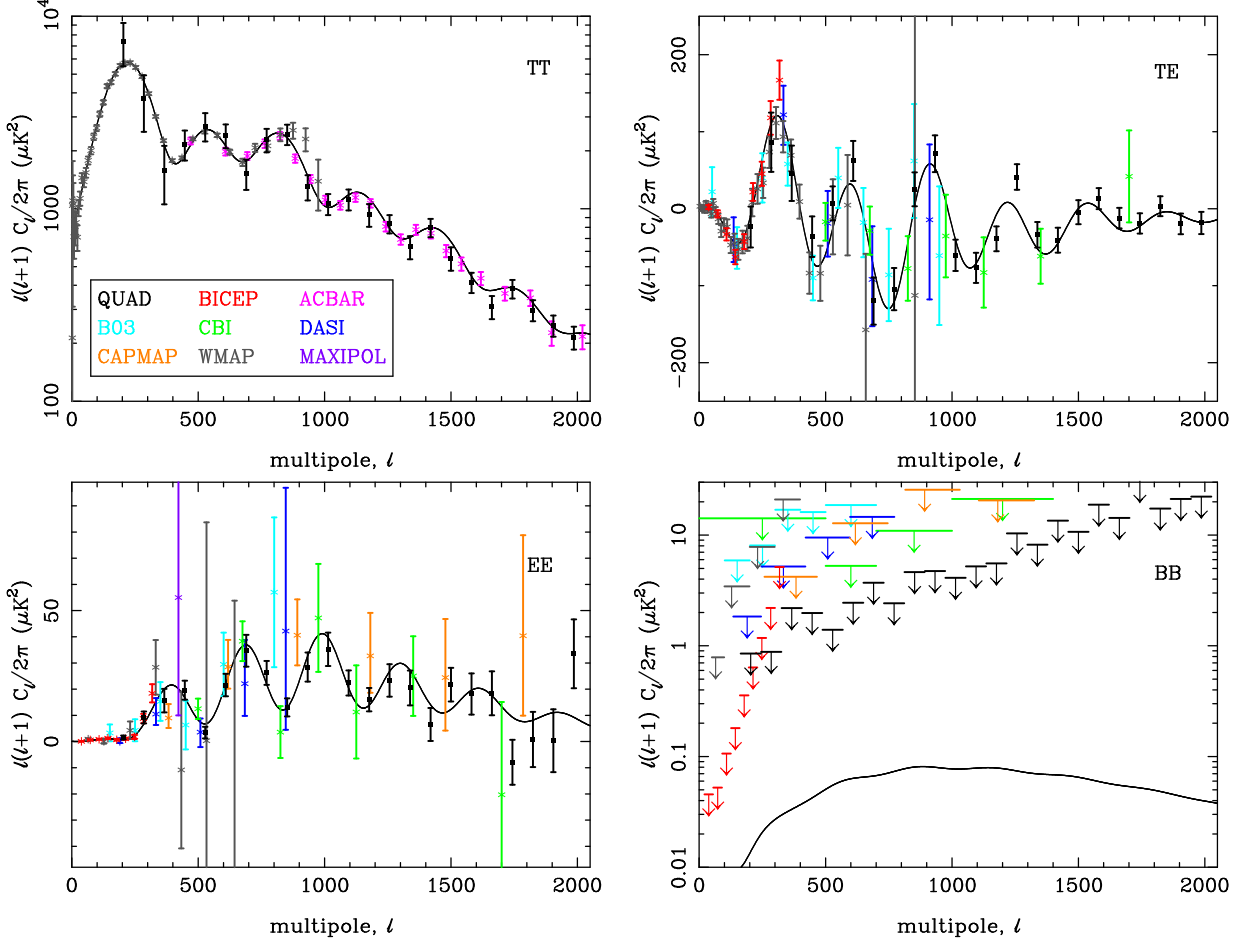 10⁴
1000
100
ℓ(ℓ+1) Cℓ/2π (μK²)
TT
QUAD BICEP ACBAR
B03 CBI DASI
CAPMAP WMAP MAXIPOL
0 500 1000 1500 2000
multipole, ℓ
200
0
−200
ℓ(ℓ+1) Cℓ/2π (μK²)
TE
0 500 1000 1500 2000
multipole, ℓ
50
0
ℓ(ℓ+1) Cℓ/2π (μK²)
EE
0 500 1000 1500 2000
multipole, ℓ
10
1
0.1
0.01
ℓ(ℓ+1) Cℓ/2π (μK²)
BB
0 500 1000 1500 2000
multipole, ℓ